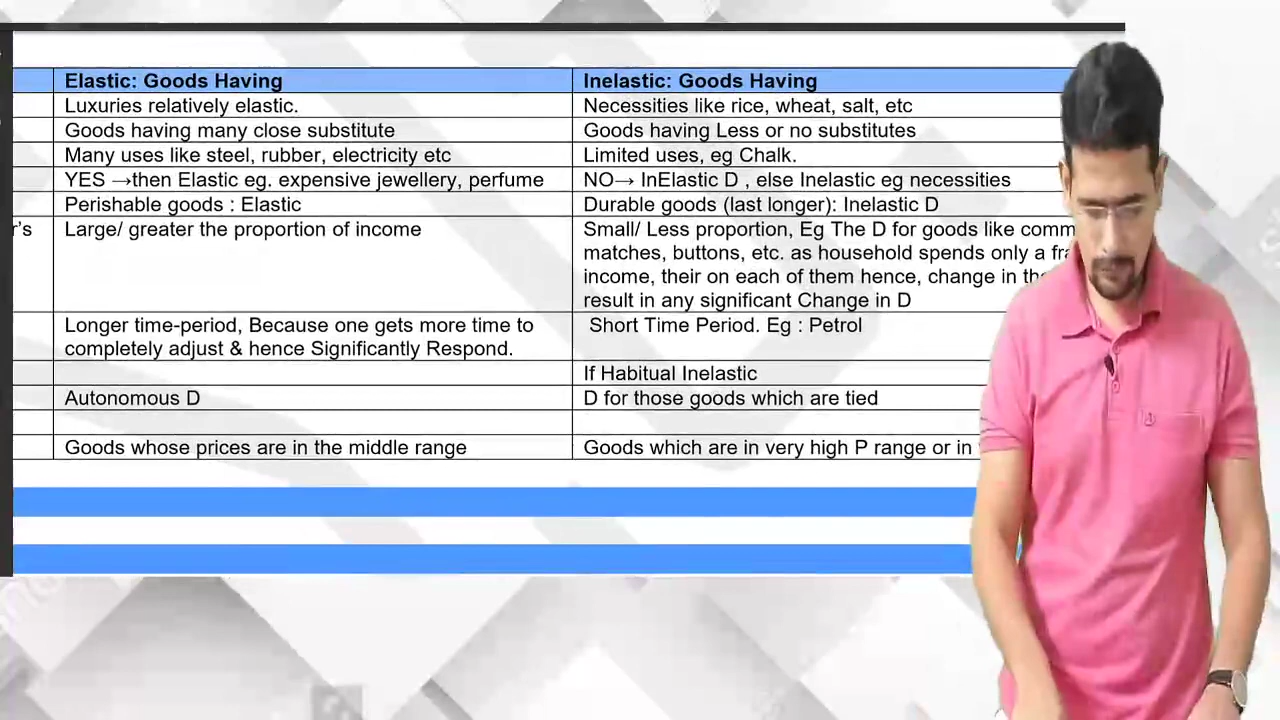 Elastic: Goods Having
Inelastic: Goods Having
Luxuries relatively elastic.
Necessities like rice, wheat, salt, etc
Goods having many close substitute
Goods having Less or no substitutes
Many uses like steel, rubber, electricity etc
Limited uses, eg Chalk.
YES →then Elastic eg. expensive jewellery, perfume
NO→ InElastic D , else Inelastic eg necessities
Perishable goods : Elastic
Durable goods (last longer): Inelastic D
r's
Large/ greater the proportion of income
Small/ Less proportion, Eg The D for goods like comm
matches, buttons, etc. as household spends only a fra
income, their on each of them hence, change in the
result in any significant Change in D
Longer time-period, Because one gets more time to
completely adjust & hence Significantly Respond.
Short Time Period. Eg : Petrol
If Habitual Inelastic
Autonomous D
D for those goods which are tied
Goods whose prices are in the middle range
Goods which are in very high P range or in